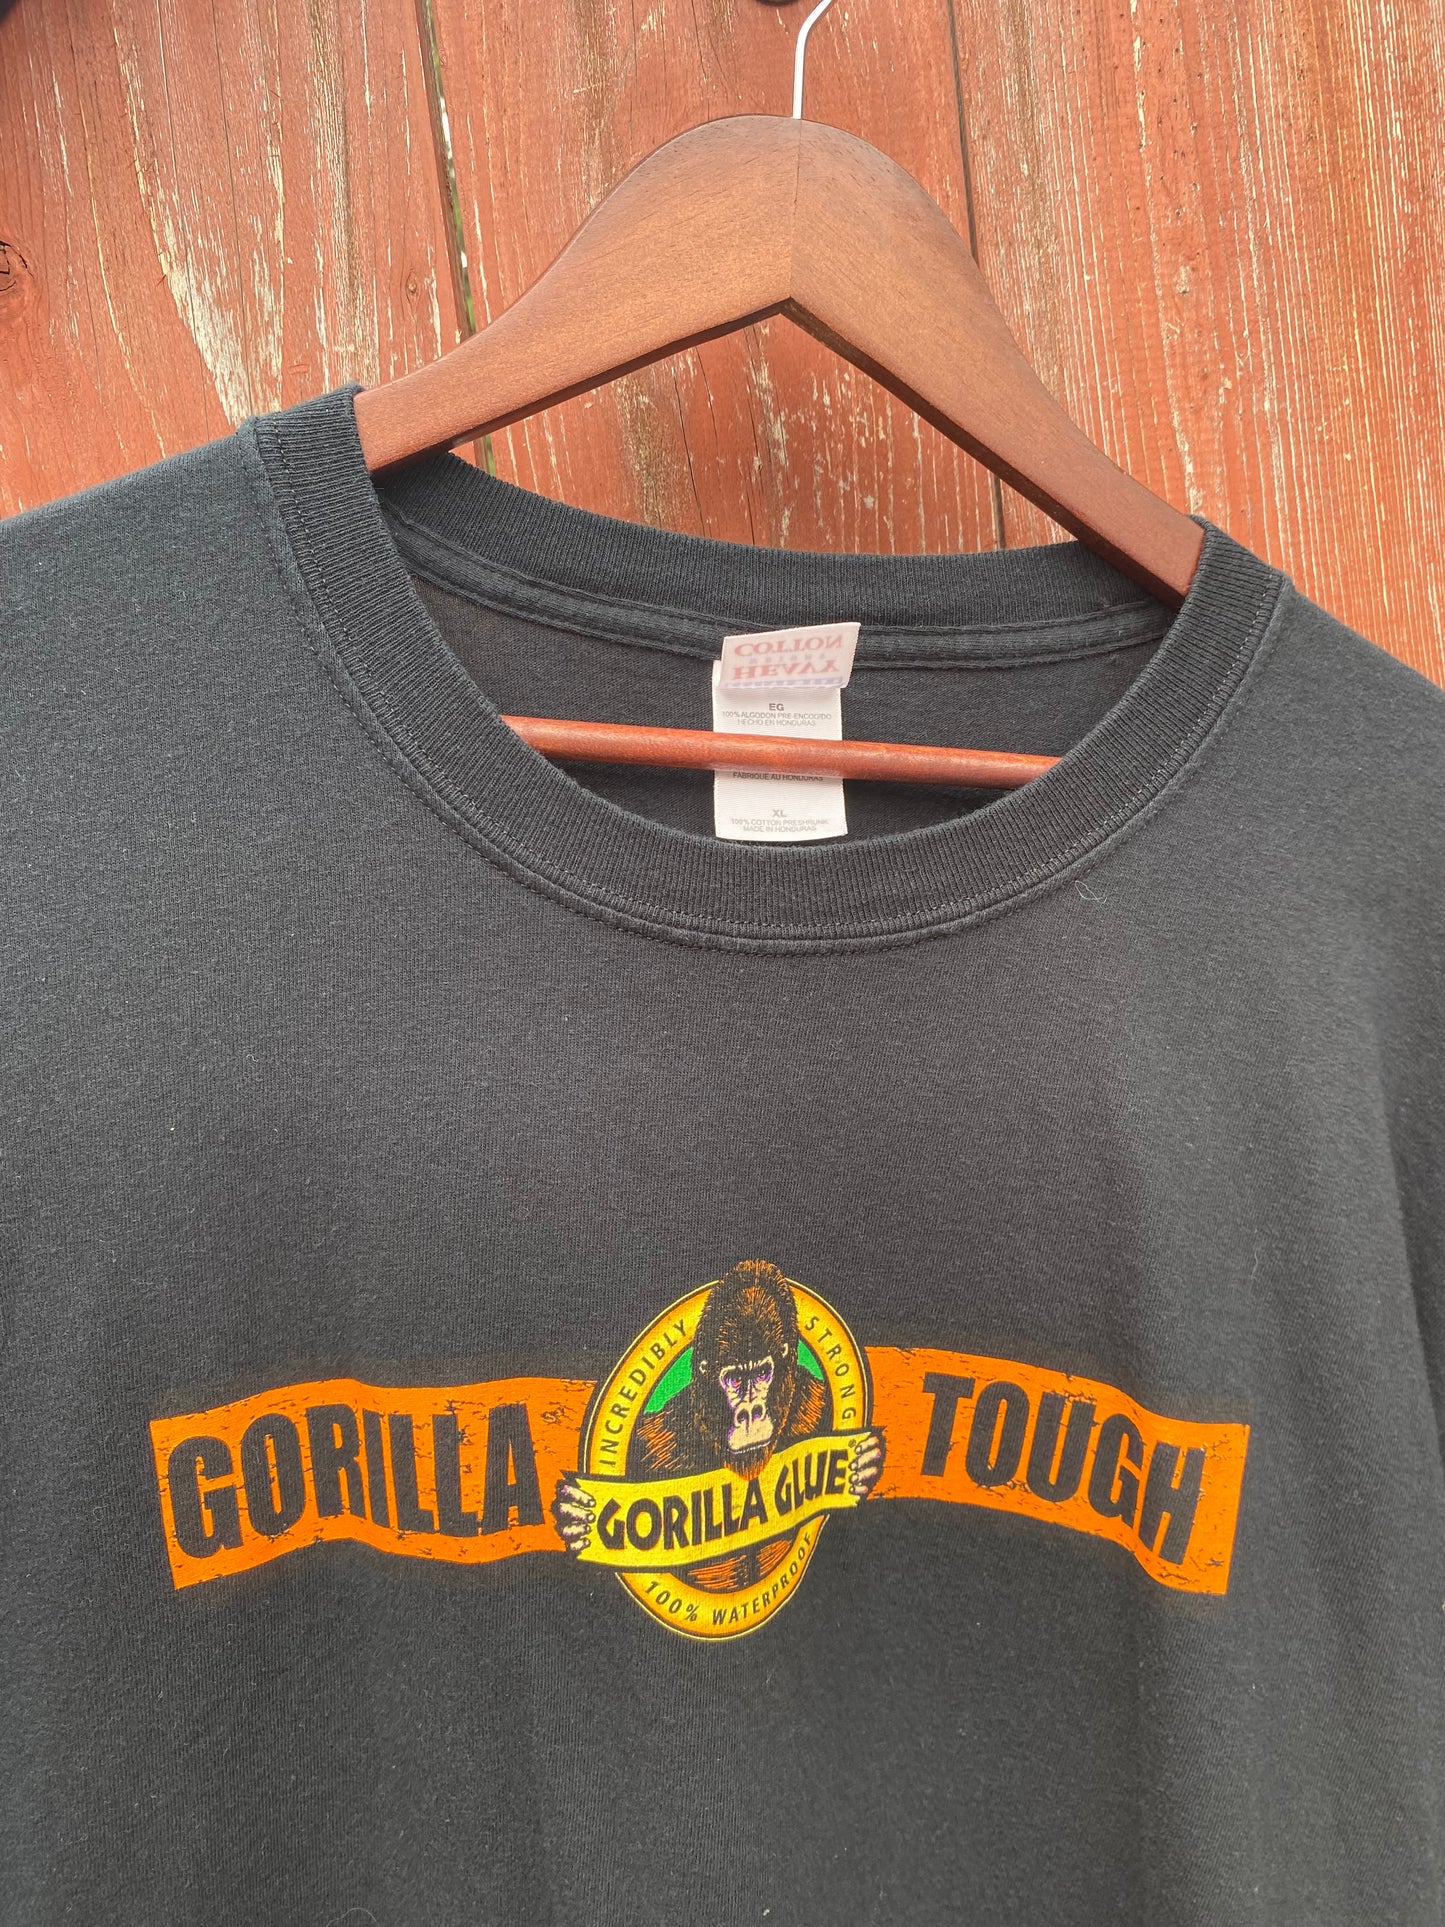 COTTON
WEIGHT
HEAVY
EG
100% ALGODON PRE-ENCOGIDO
HECHO EN HONDURAS
FABRIQUE AU HONDURAS
XL
100% COTTON PRESHRUNK
MADE IN HONDURAS
GORILLA
INCREDIBLY STRONG
GORILLA GLUE®
100% WATERPROOF
TOUGH